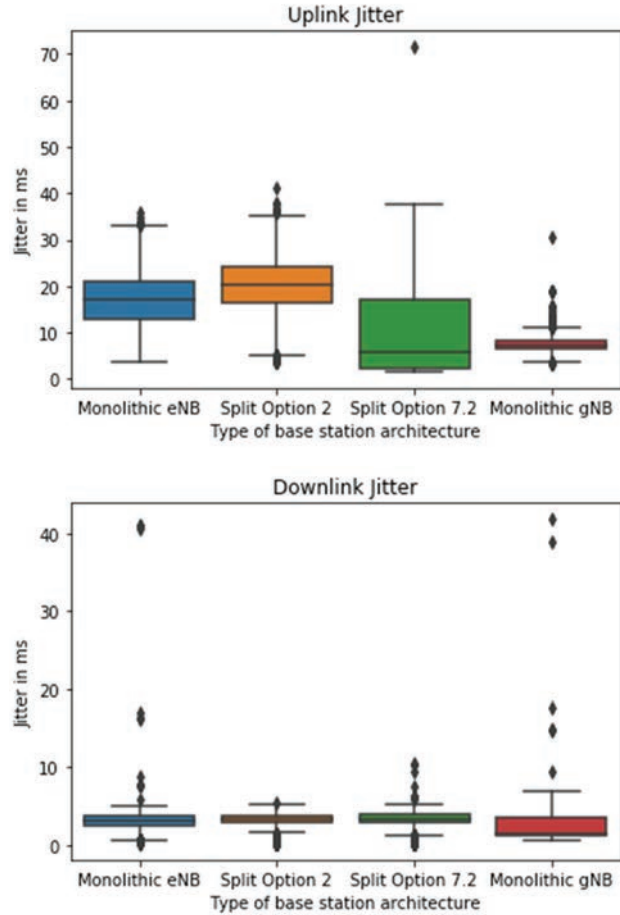 Uplink Jitter
70
60
50
40
30
20
10
0
Jitter in ms
Monolithic eNB Split Option 2 Split Option 7.2 Monolithic gNB
Type of base station architecture
Downlink Jitter
40
30
20
10
0
Jitter in ms
Monolithic eNB Split Option 2 Split Option 7.2 Monolithic gNB
Type of base station architecture